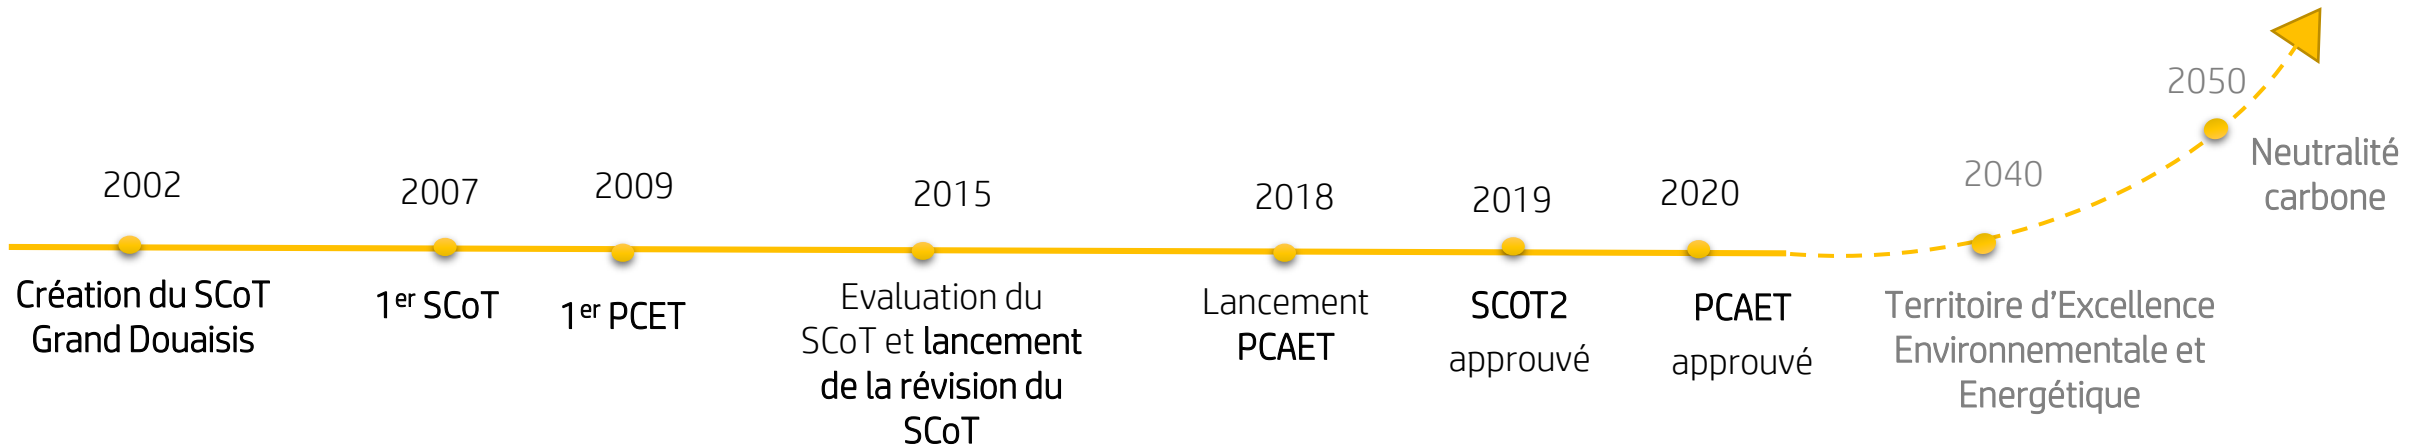 2002
Création du SCoT
Grand Douaisis
2007
1er SCoT
2009
1er PCET
2015
Evaluation du
SCoT et lancement
de la révision du
SCoT
2018
Lancement
PCAET
2019
SCOT2
approuvé
2020
PCAET
approuvé
2040
Territoire d’Excellence
Environnementale et
Energétique
2050
Neutralité
carbone